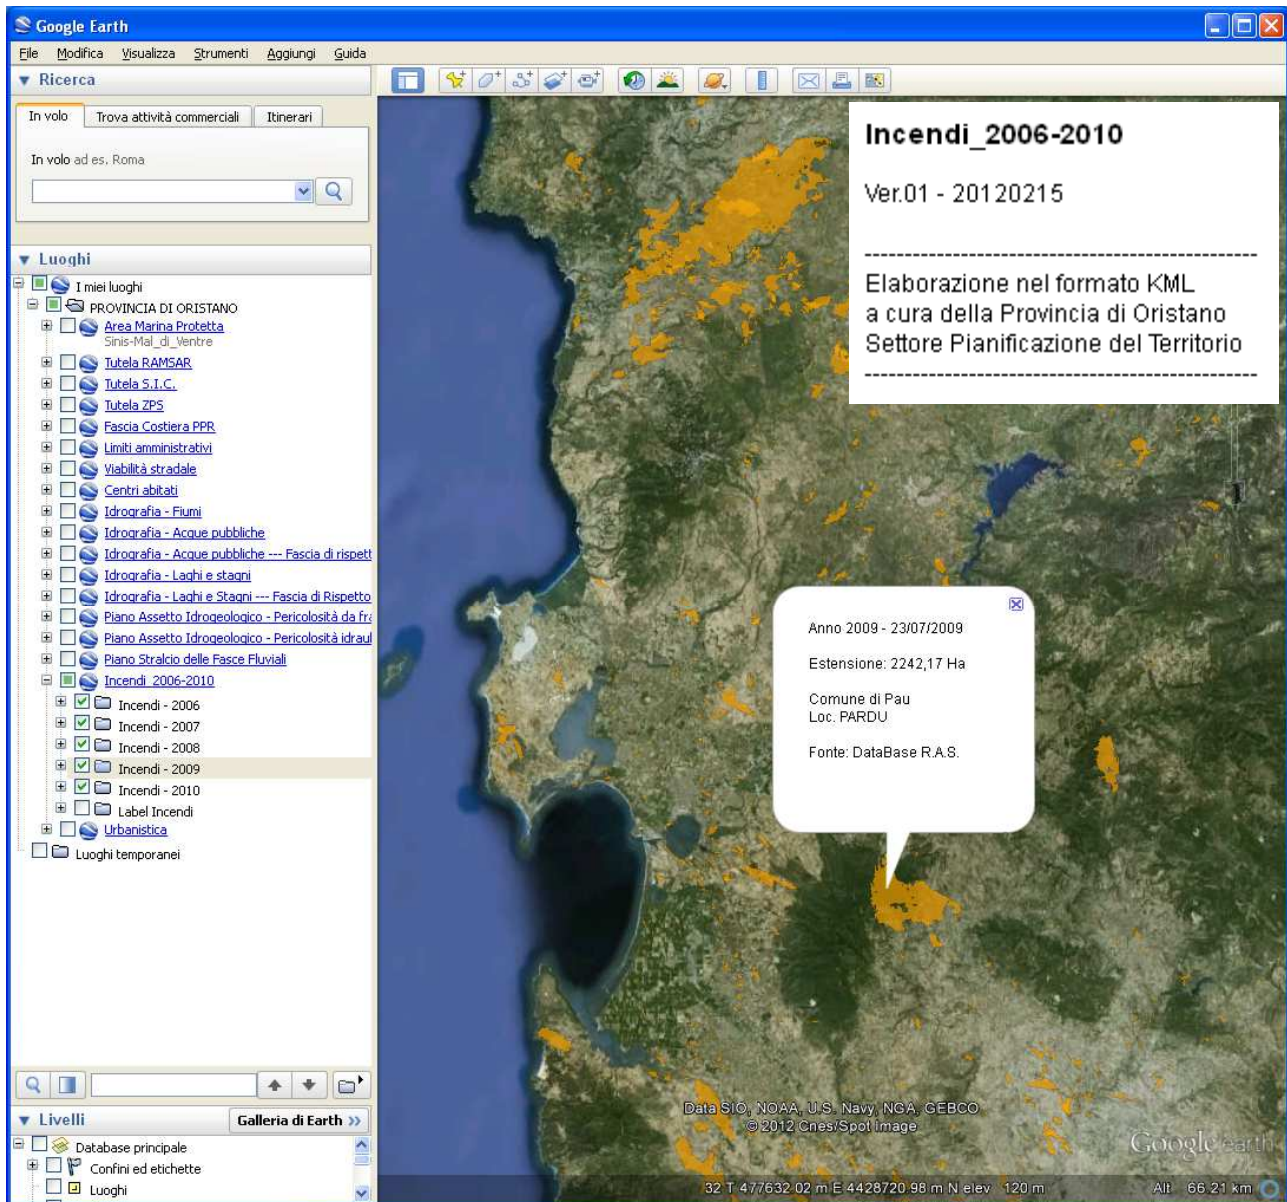 Google Earth
File Modifica Visualizza Strumenti Aggiungi Guida
Ricerca
In volo Trova attività commerciali Itinerari
In volo ad es. Roma
Luoghi
I miei luoghi
PROVINCIA DI ORISTANO
Area Marina Protetta
Sinis-Mal_di_Ventre
Tutela RAMSAR
Tutela S.I.C.
Tutela ZPS
Fascia Costiera PPR
Limiti amministrativi
Viabilità stradale
Centri abitati
Idrografia - Fiumi
Idrografia - Acque pubbliche
Idrografia - Acque pubbliche --- Fascia di rispett
Idrografia - Laghi e stagni
Idrografia - Laghi e Stagni --- Fascia di Rispetto
Piano Assetto Idrogeologico - Pericolosità da fra
Piano Assetto Idrogeologico - Pericolosità idraul
Piano Stralcio delle Fasce Fluviali
Incendi_2006-2010
Incendi - 2006
Incendi - 2007
Incendi - 2008
Incendi - 2009
Incendi - 2010
Label Incendi
Urbanistica
Luoghi temporanei
Livelli
Galleria di Earth >>
Database principale
Confini ed etichette
Luoghi
Incendi_2006-2010
Ver.01 - 20120215
-------------------------------------------------
Elaborazione nel formato KML
a cura della Provincia di Oristano
Settore Pianificazione del Territorio
-------------------------------------------------
Anno 2009 - 23/07/2009
Estensione: 2242,17 Ha
Comune di Pau
Loc. PARDU
Fonte: DataBase R.A.S.
Data SIO, NOAA, U.S. Navy, NGA, GEBCO
© 2012 Cnes/Spot Image
Google earth
32 T 477632.02 m E 4428720.98 m N elev 120 m
Alt 66.21 km